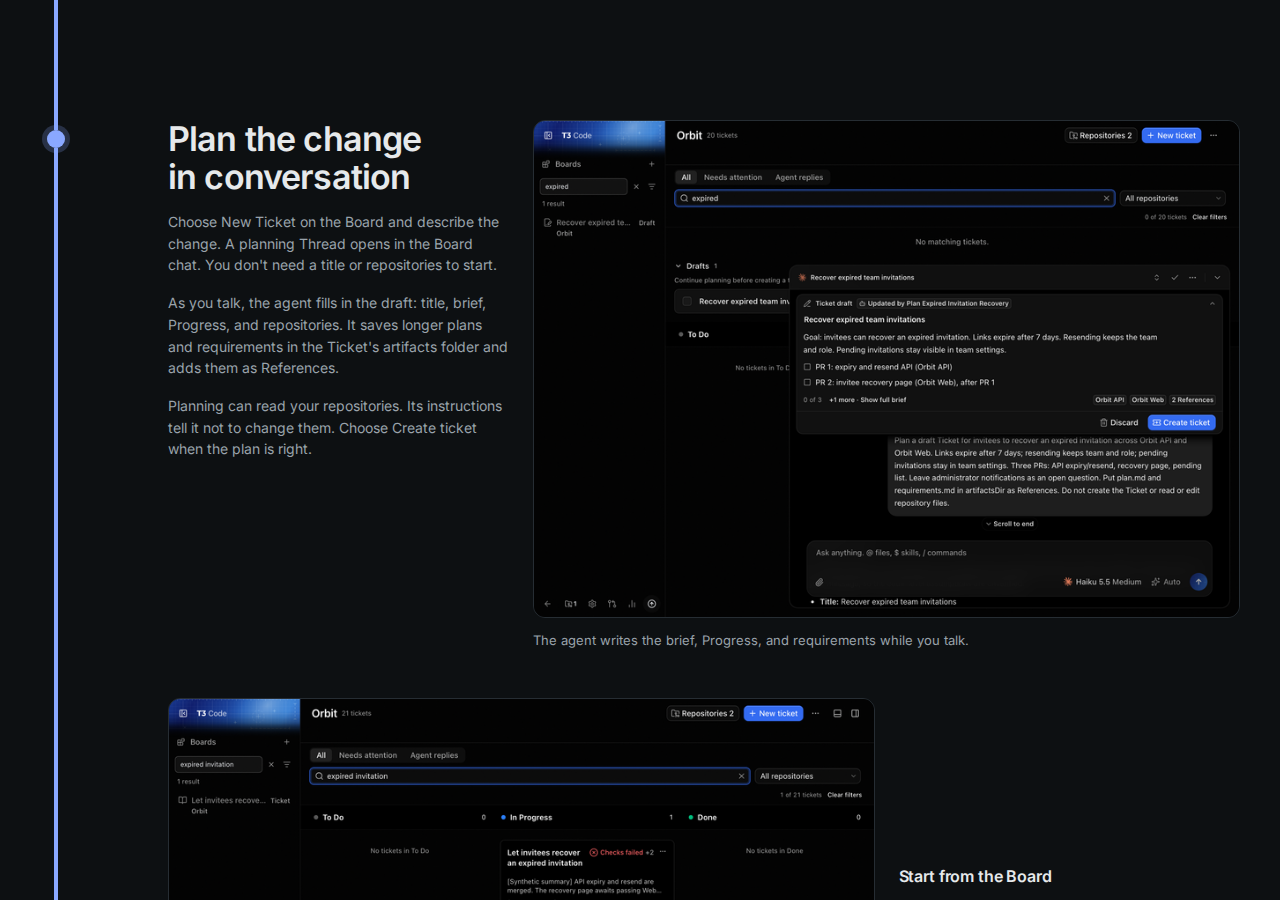 Plan the change
in conversation
Choose New Ticket on the Board and describe the
change. A planning Thread opens in the Board
chat. You don't need a title or repositories to start.
As you talk, the agent fills in the draft: title, brief,
Progress, and repositories. It saves longer plans
and requirements in the Ticket's artifacts folder and
adds them as References.
Planning can read your repositories. Its instructions
tell it not to change them. Choose Create ticket
when the plan is right.
T3 Code
Boards
expired
1 result
Recover expired te... Draft
Orbit
1
Orbit 20 tickets
Repositories 2
New ticket
All Needs attention Agent replies
expired
All repositories
0 of 20 tickets Clear filters
No matching tickets.
Drafts 1
Continue planning before creating a
Recover expired team inv
To Do
No tickets in To D
Recover expired team invitations
Ticket draft Updated by Plan Expired Invitation Recovery
Recover expired team invitations
Goal: invitees can recover an expired invitation. Links expire after 7 days. Resending keeps the team
and role. Pending invitations stay visible in team settings.
PR 1: expiry and resend API (Orbit API)
PR 2: invitee recovery page (Orbit Web), after PR 1
0 of 3 +1 more · Show full brief
Orbit API Orbit Web 2 References
Discard Create ticket
Plan a draft Ticket for invitees to recover an expired invitation across Orbit API and
Orbit Web. Links expire after 7 days; resending keeps team and role; pending
invitations stay in team settings. Three PRs: API expiry/resend, recovery page, pending
list. Leave administrator notifications as an open question. Put plan.md and
requirements.md in artifactsDir as References. Do not create the Ticket or read or edit
repository files.
Scroll to end
Ask anything. @ files, $ skills, / commands
Haiku 5.5 Medium Auto
• Title: Recover expired team invitations
The agent writes the brief, Progress, and requirements while you talk.
T3 Code
Boards
expired invitation
1 result
Let invitees recove... Ticket
Orbit
Orbit 21 tickets
Repositories 2
New ticket
All Needs attention Agent replies
expired invitation
All repositories
1 of 21 tickets Clear filters
To Do 0
In Progress 1
Done 0
No tickets in To Do
Let invitees recover
an expired invitation
Checks failed +2
[Synthetic summary] API expiry and resend are
merged. The recovery page awaits passing Web...
No tickets in Done
Start from the Board